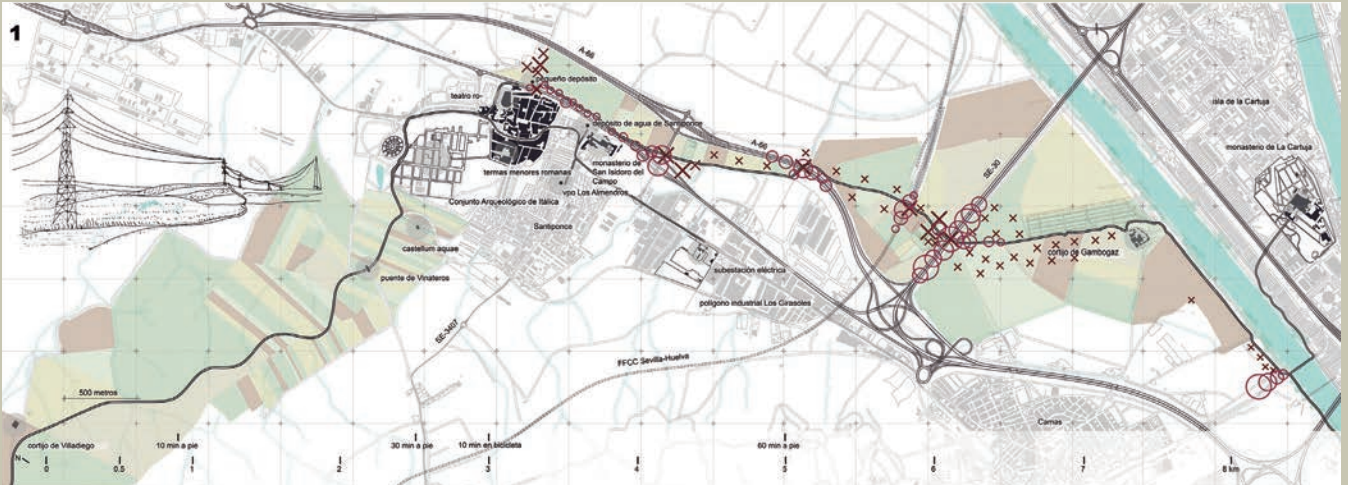 1
A-66
pequeño depósito
teatro ro-
depósito de agua de Santiponce
A-66
isla de la Cartuja
monasterio de La Cartuja
monasterio de
San Isidoro del
Campo
termas menores romanas
vpo Los Almendros
SE-30
Conjunto Arqueológico de Itálica
Santiponce
castellum aquae
cortijo de Gambogaz
subestación eléctrica
puente de Vinateros
polígono industrial Los Girasoles
SE-3407
FFCC Sevilla-Huelva
500 metros
Camas
cortijo de Villadiego
10 min a pie
30 min a pie
10 min en bicicleta
60 min a pie
N
0
0.5
1
2
3
4
5
6
7
8 km